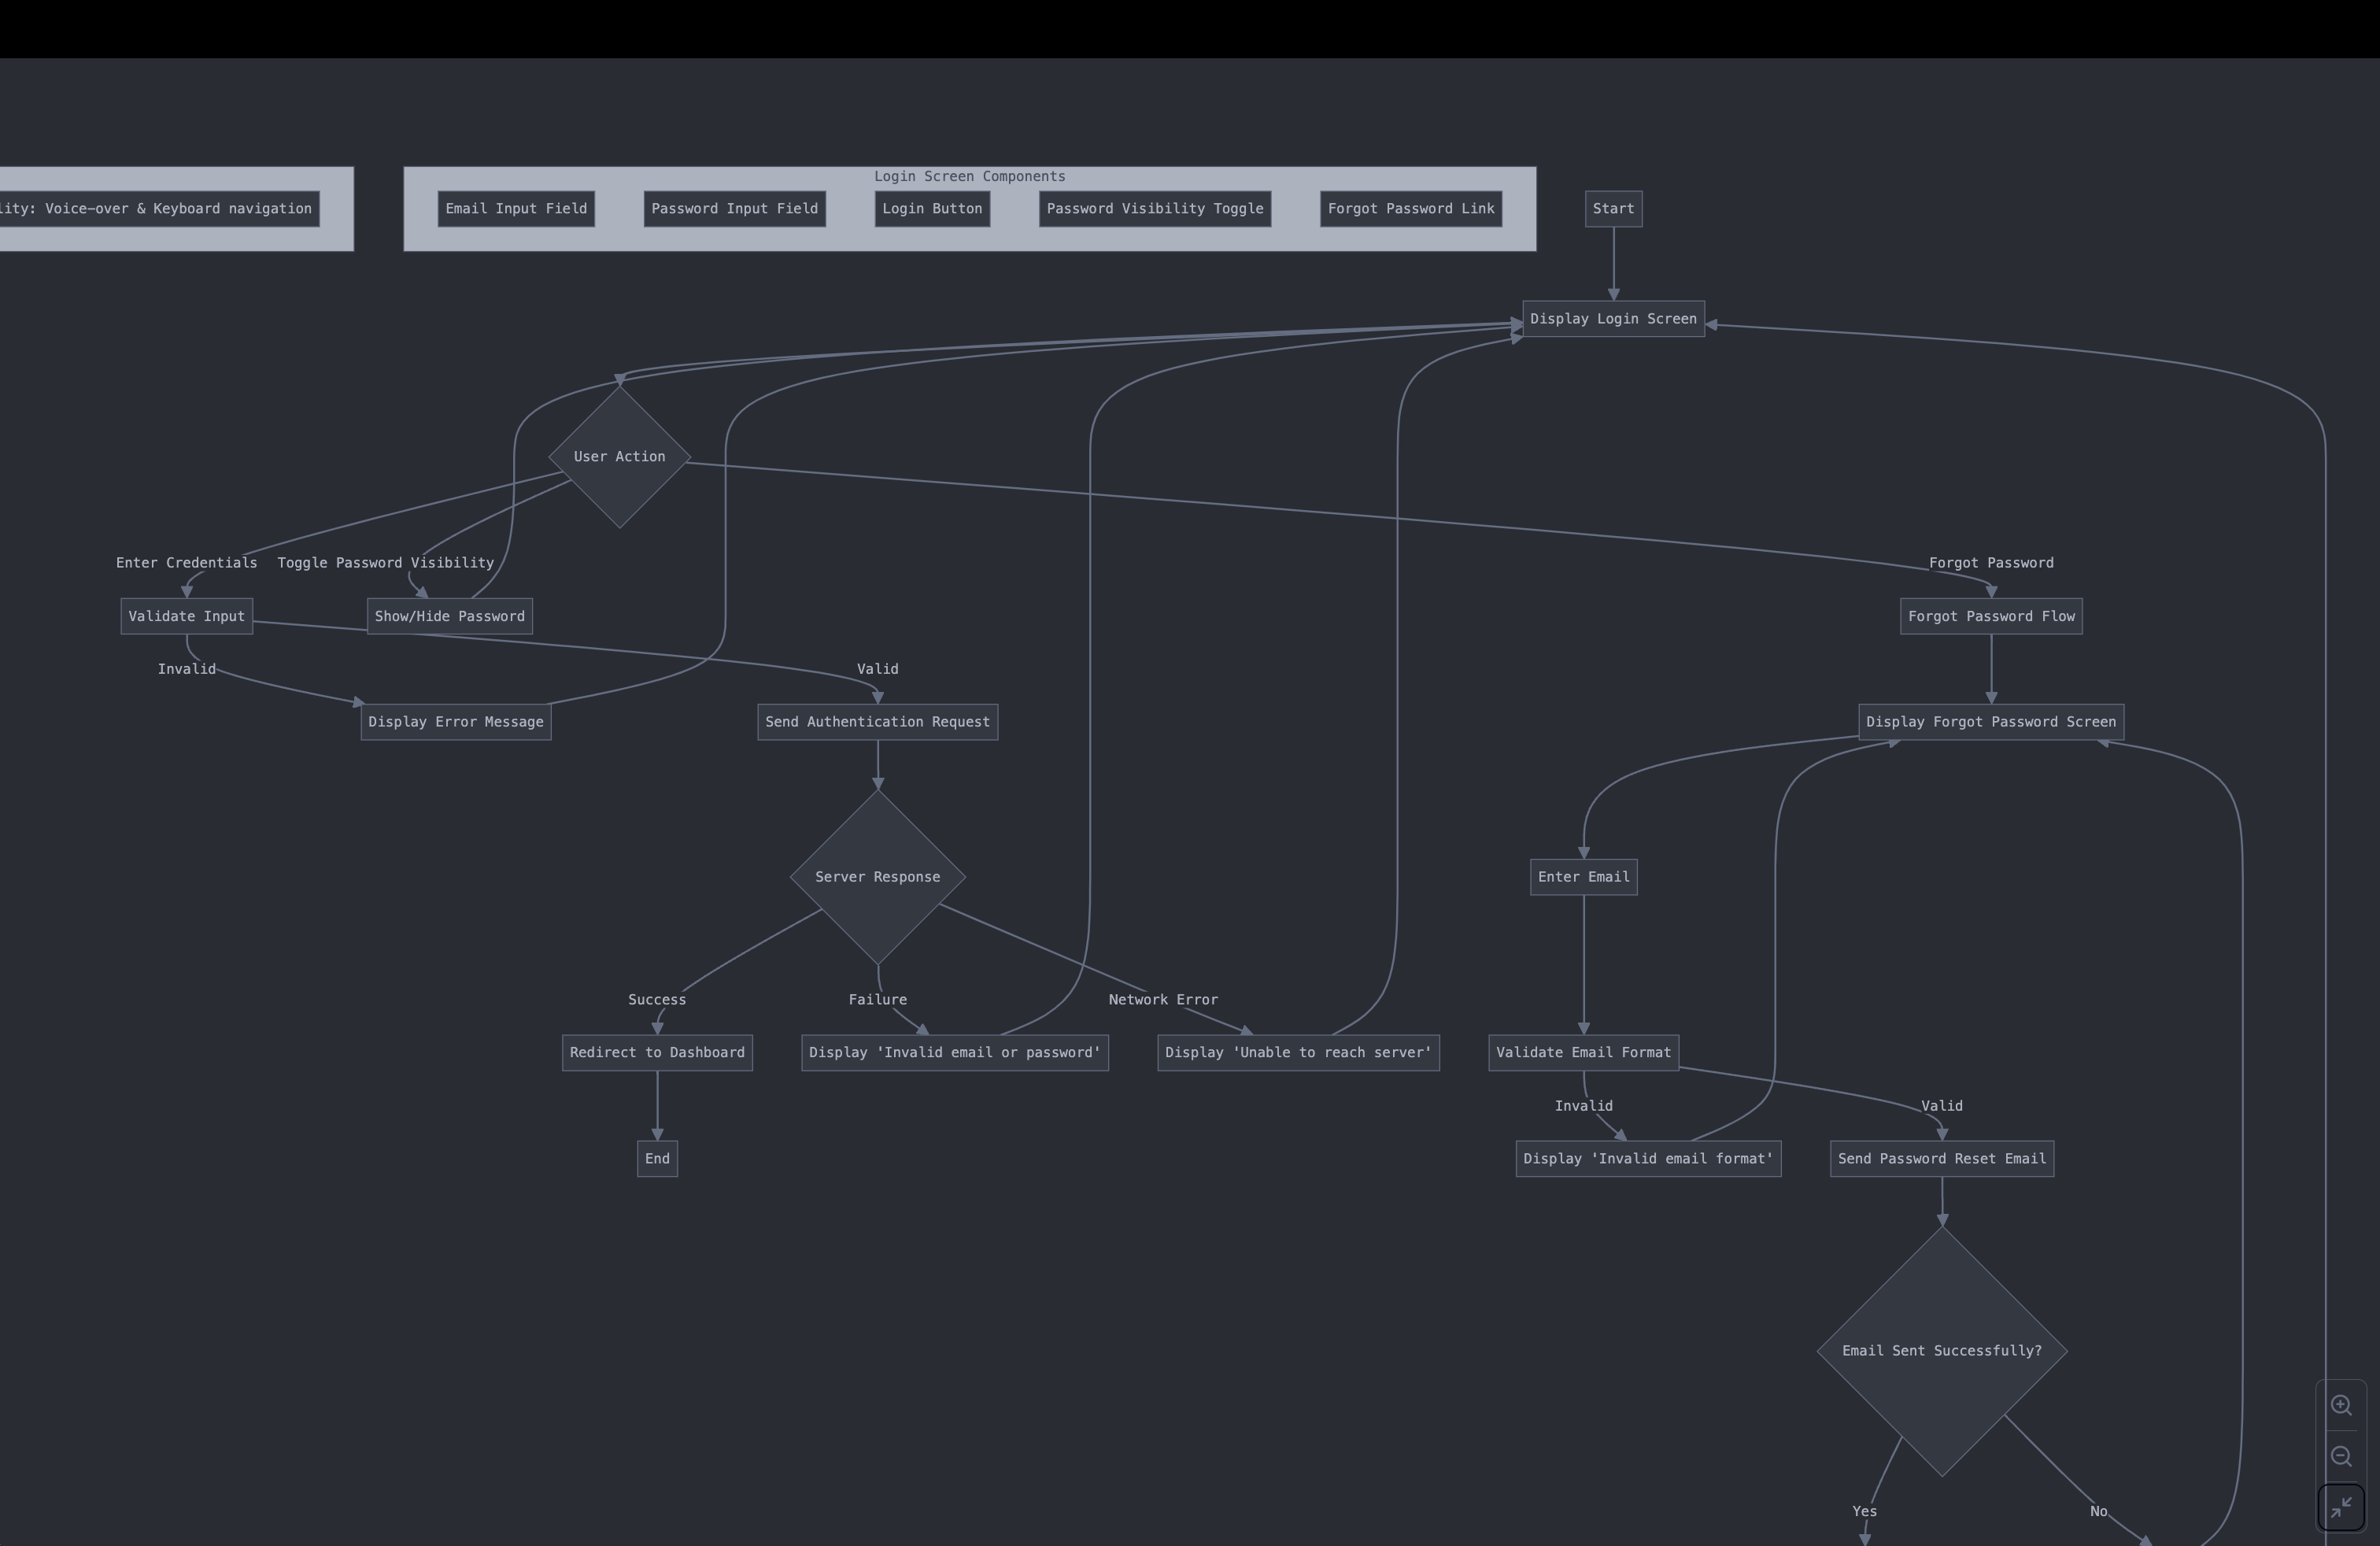 Login Screen Components
Voice-over & Keyboard navigation
Email Input Field
Password Input Field
Login Button
Password Visibility Toggle
Forgot Password Link
Start
Display Login Screen
User Action
Enter Credentials
Toggle Password Visibility
Forgot Password
Validate Input
Show/Hide Password
Forgot Password Flow
Invalid
Valid
Display Error Message
Send Authentication Request
Display Forgot Password Screen
Server Response
Enter Email
Success
Failure
Network Error
Redirect to Dashboard
Display 'Invalid email or password'
Display 'Unable to reach server'
Validate Email Format
Invalid
Valid
End
Display 'Invalid email format'
Send Password Reset Email
Email Sent Successfully?
Yes
No